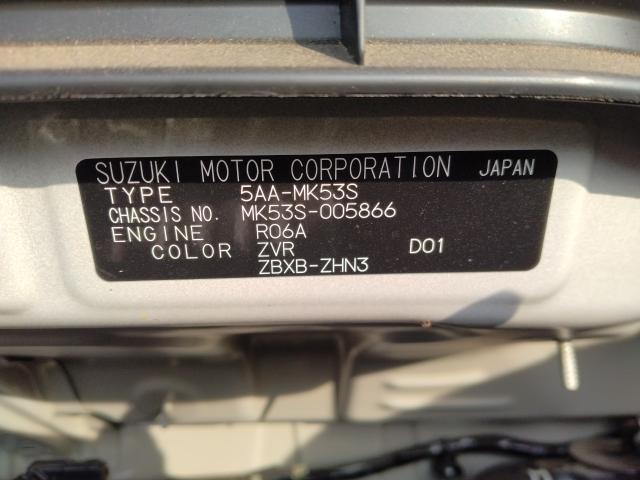 SUZUKI MOTOR CORPORATION JAPAN
TYPE 5AA-MK53S
CHASSIS NO. MK53S-005866
ENGINE R06A
COLOR ZVR D01
ZBXB-ZHN3